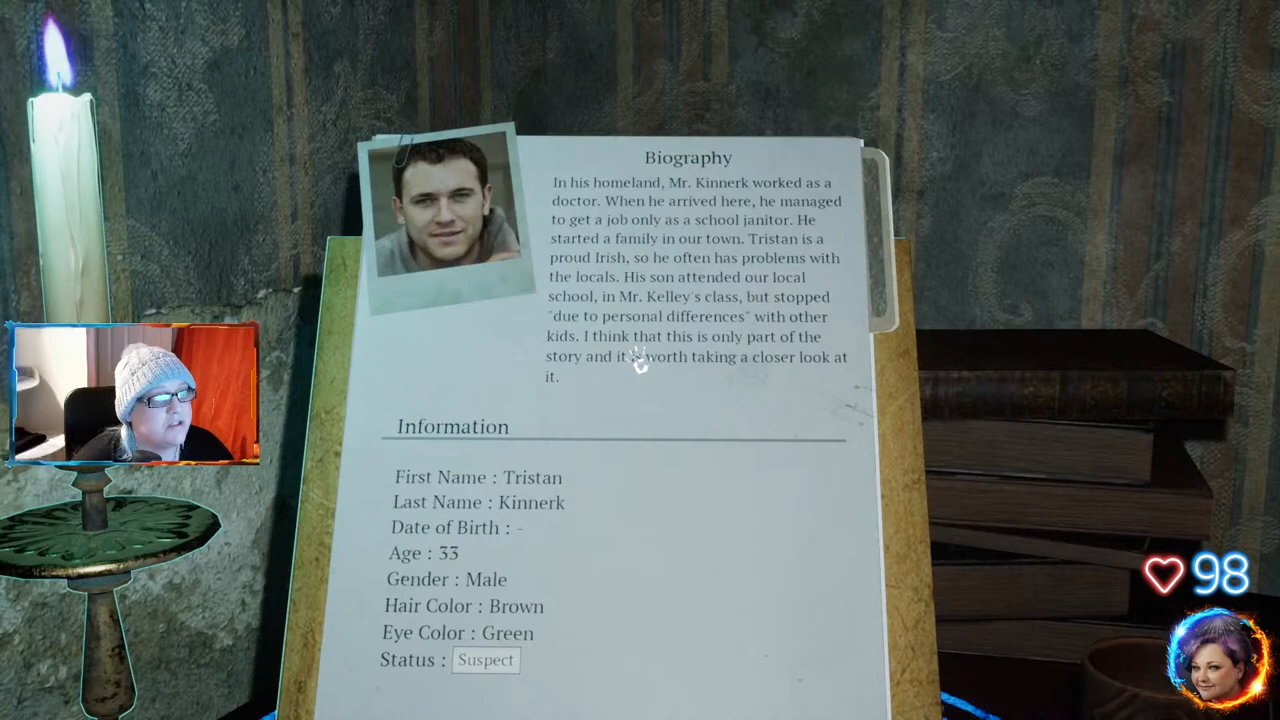 Biography
In his homeland, Mr. Kinnerk worked as a
doctor. When he arrived here, he managed
to get a job only as a school janitor. He
started a family in our town. Tristan is a
proud Irish, so he often has problems with
the locals. His son attended our local
school, in Mr. Kelley's class, but stopped
"due to personal differences" with other
kids. I think that this is only part of the
story and it is worth taking a closer look at
it.
Information
First Name : Tristan
Last Name : Kinnerk
Date of Birth : -
Age : 33
Gender : Male
Hair Color : Brown
Eye Color : Green
Status : Suspect
98